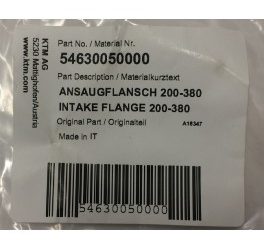 KTM AG
5230 Mattighofen/Austria
www.ktm.com
Part No. / Material Nr.
54630050000
Part Description / Materialkurztext
ANSAUGFLANSCH 200-380
INTAKE FLANGE 200-380
Original Part / Originalteil
A18347
Made in IT
54630050000